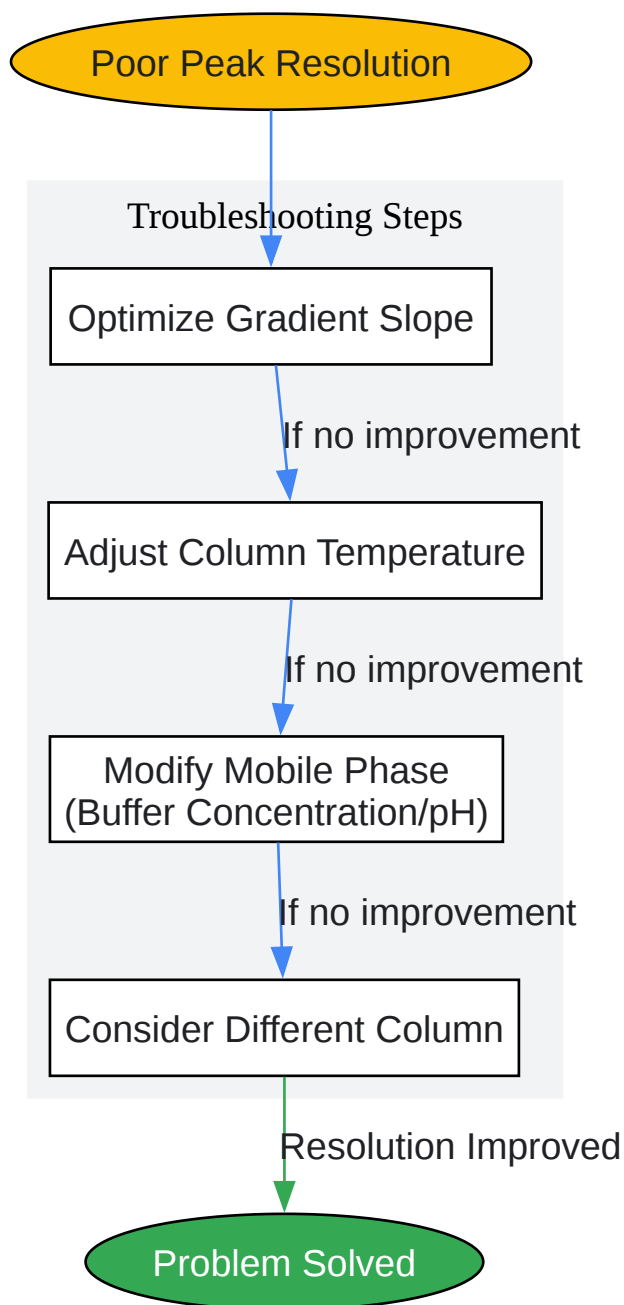 Poor Peak Resolution
Troubleshooting Steps
Optimize Gradient Slope
If no improvement
Adjust Column Temperature
If no improvement
Modify Mobile Phase
(Buffer Concentration/pH)
If no improvement
Consider Different Column
Resolution Improved
Problem Solved